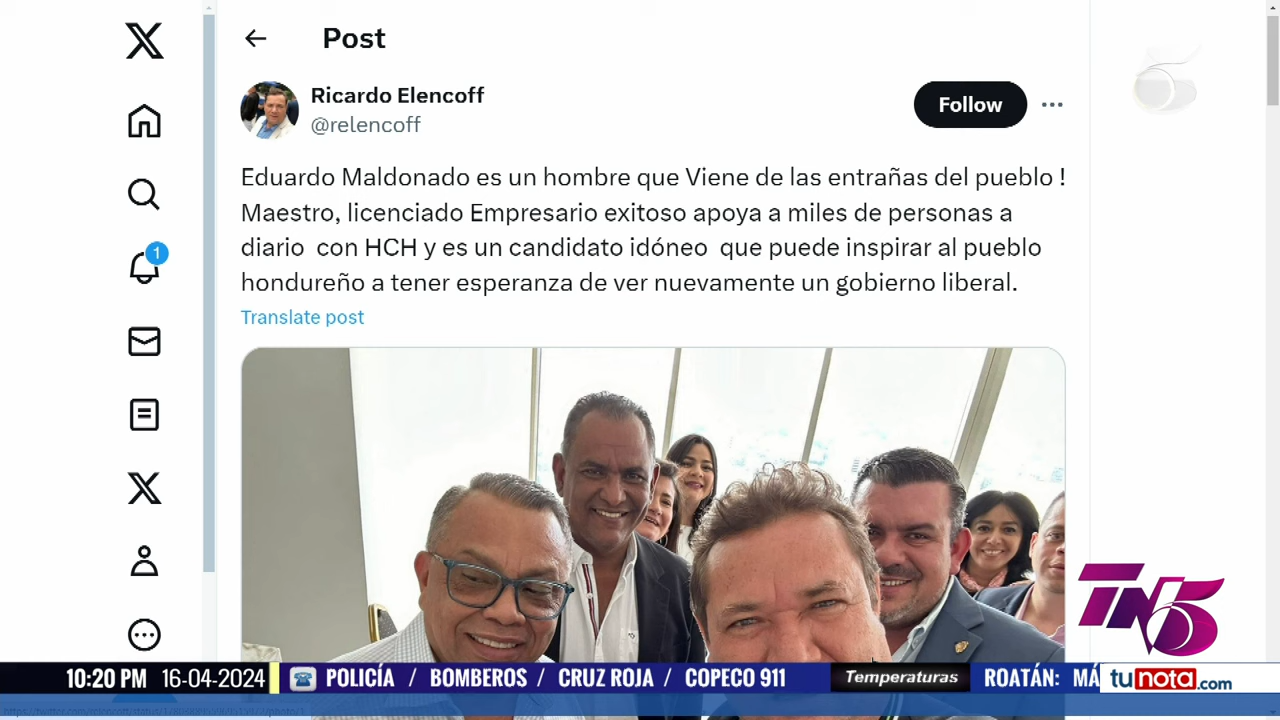 Post
Ricardo Elencoff
@relencoff
Follow
Eduardo Maldonado es un hombre que Viene de las entrañas del pueblo !
Maestro, licenciado Empresario exitoso apoya a miles de personas a
diario con HCH y es un candidato idóneo que puede inspirar al pueblo
hondureño a tener esperanza de ver nuevamente un gobierno liberal.
Translate post
1
5
TN5
10:20 PM 16-04-2024 POLICÍA / BOMBEROS / CRUZ ROJA / COPECO 911 Temperaturas ROATÁN: MÁ tunota.com